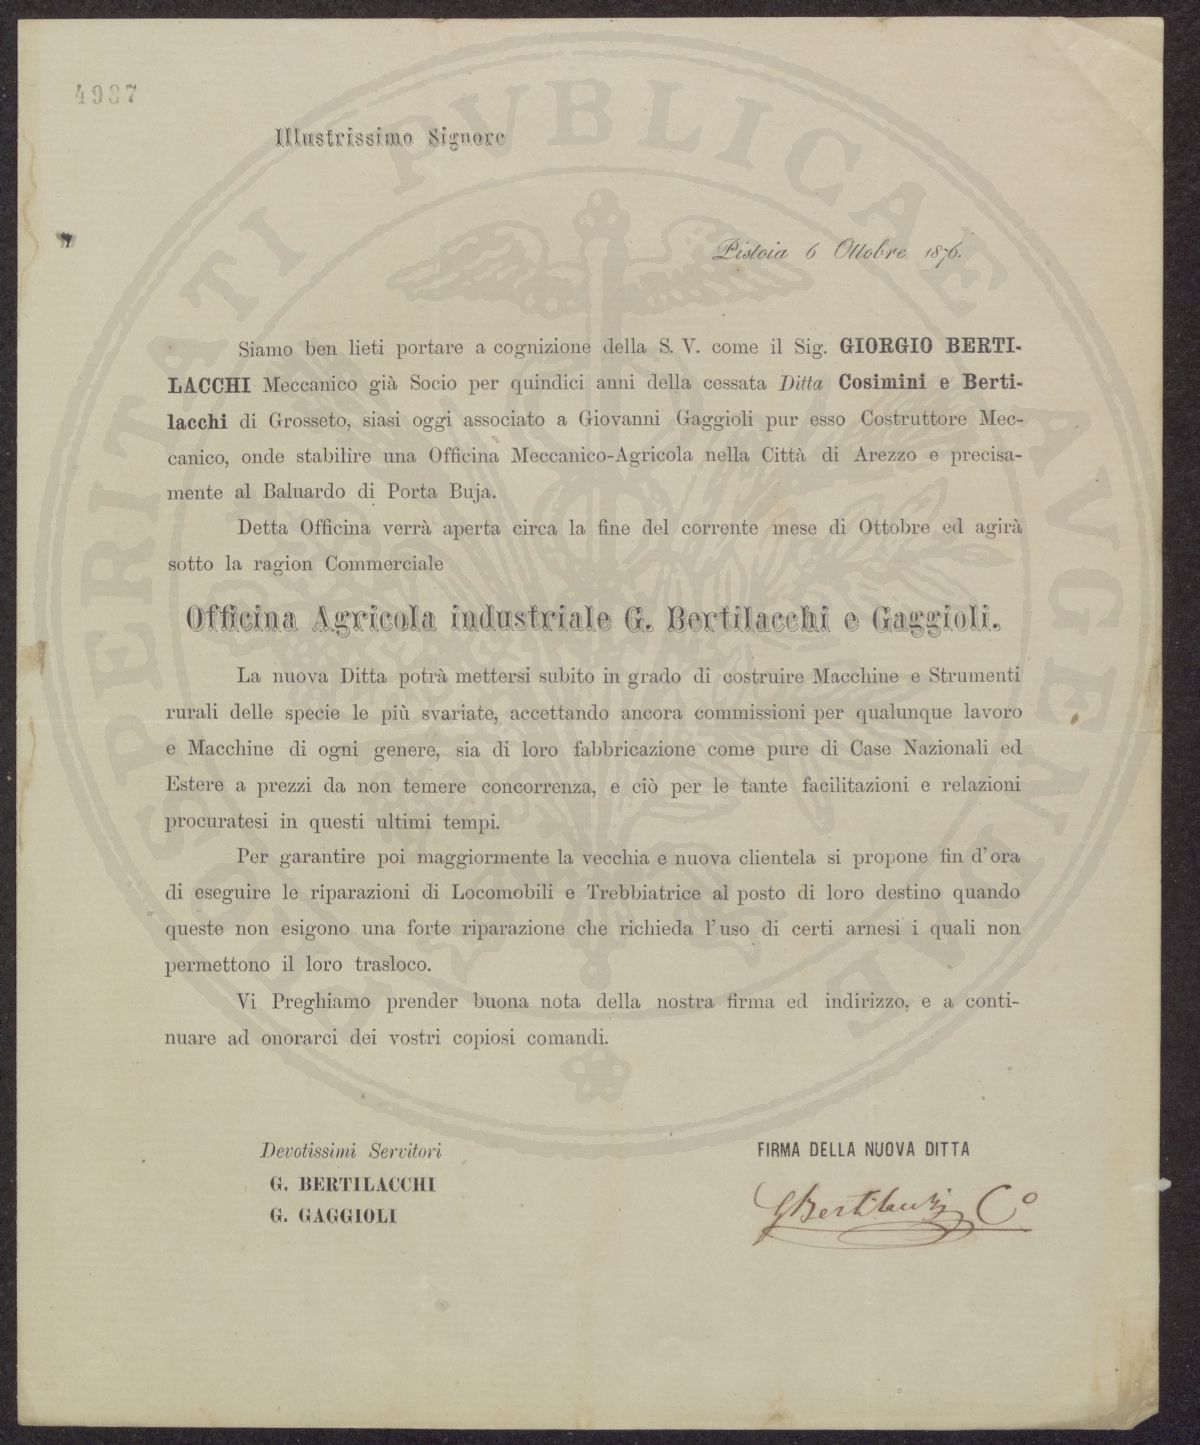 4987
Illustrissimo Signore
Pistoia 6 Ottobre 1876.
Siamo ben lieti portare a cognizione della S. V. come il Sig. GIORGIO BERTI-
LACCHI Meccanico già Socio per quindici anni della cessata Ditta Cosimini e Berti-
lacchi di Grosseto, siasi oggi associato a Giovanni Gaggioli pur esso Costruttore Mec-
canico, onde stabilire una Officina Meccanico-Agricola nella Città di Arezzo e precisa-
mente al Baluardo di Porta Buja.
Detta Officina verrà aperta circa la fine del corrente mese di Ottobre ed agirà
sotto la ragion Commerciale
Officina Agricola industriale G. Bertilacchi e Gaggioli.
La nuova Ditta potrà mettersi subito in grado di costruire Macchine e Strumenti
rurali delle specie le più svariate, accettando ancora commissioni per qualunque lavoro
e Macchine di ogni genere, sia di loro fabbricazione come pure di Case Nazionali ed
Estere a prezzi da non temere concorrenza, e ciò per le tante facilitazioni e relazioni
procuratesi in questi ultimi tempi.
Per garantire poi maggiormente la vecchia e nuova clientela si propone fin d'ora
di eseguire le riparazioni di Locomobili e Trebbiatrice al posto di loro destino quando
queste non esigono una forte riparazione che richieda l'uso di certi arnesi i quali non
permettono il loro trasloco.
Vi Preghiamo prender buona nota della nostra firma ed indirizzo, e a conti-
nuare ad onorarci dei vostri copiosi comandi.
Devotissimi Servitori
G. BERTILACCHI
G. GAGGIOLI
FIRMA DELLA NUOVA DITTA
GBertilacchi Co
PROSPERITATI PUBLICAE AVGENDAE